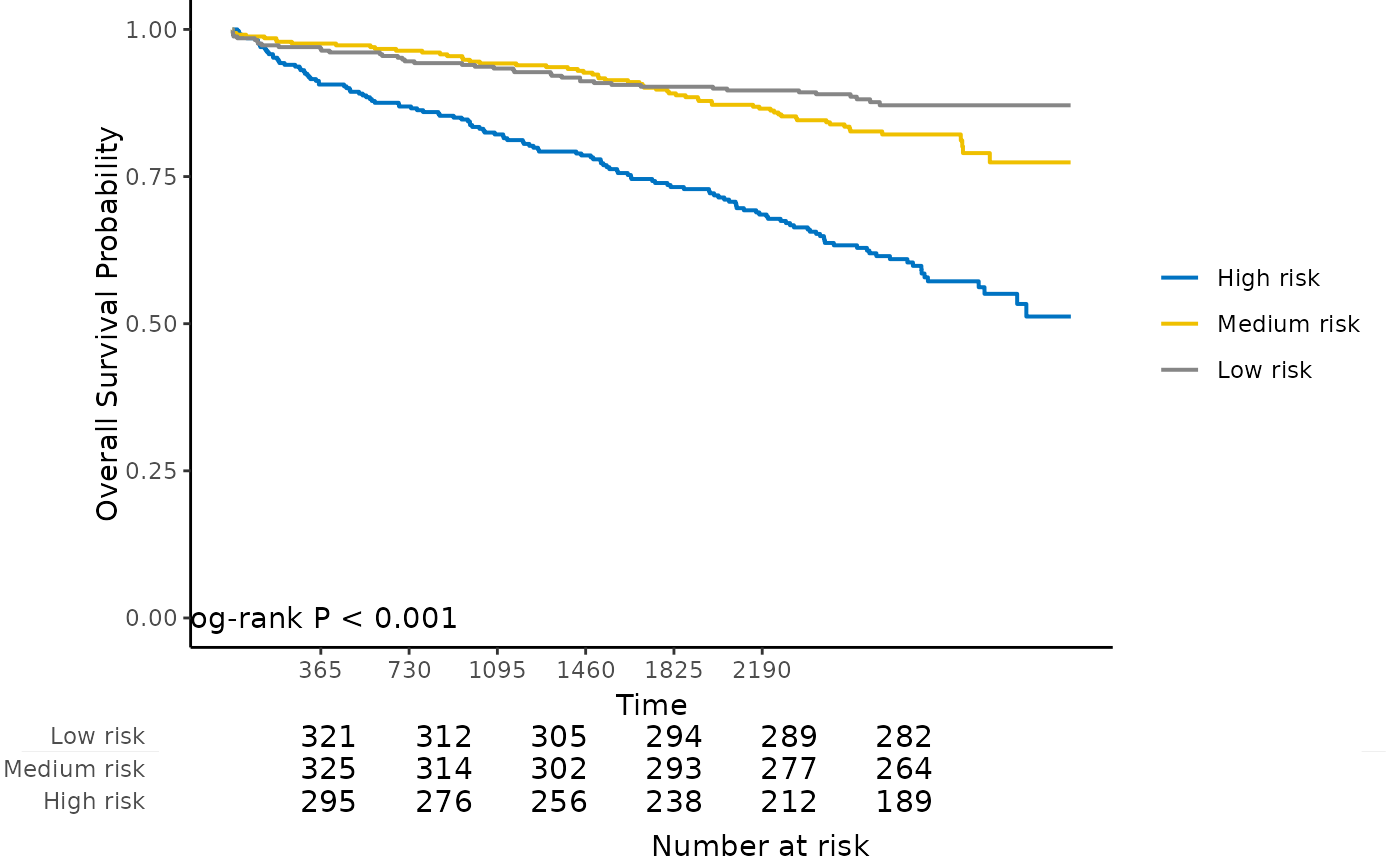 Overall Survival Probability
1.00
0.75
0.50
0.25
0.00
og-rank P < 0.001
365 730 1095 1460 1825 2190
Time
High risk
Medium risk
Low risk
Low risk 321 312 305 294 289 282
Medium risk 325 314 302 293 277 264
High risk 295 276 256 238 212 189
Number at risk